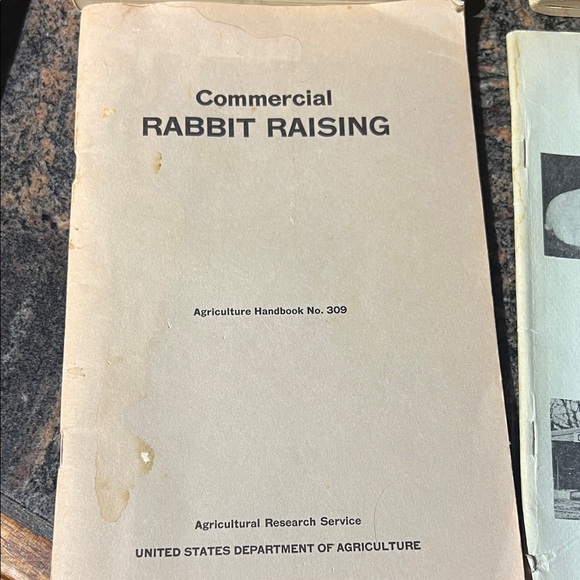 Commercial
RABBIT RAISING
Agriculture Handbook No. 309
Agricultural Research Service
UNITED STATES DEPARTMENT OF AGRICULTURE